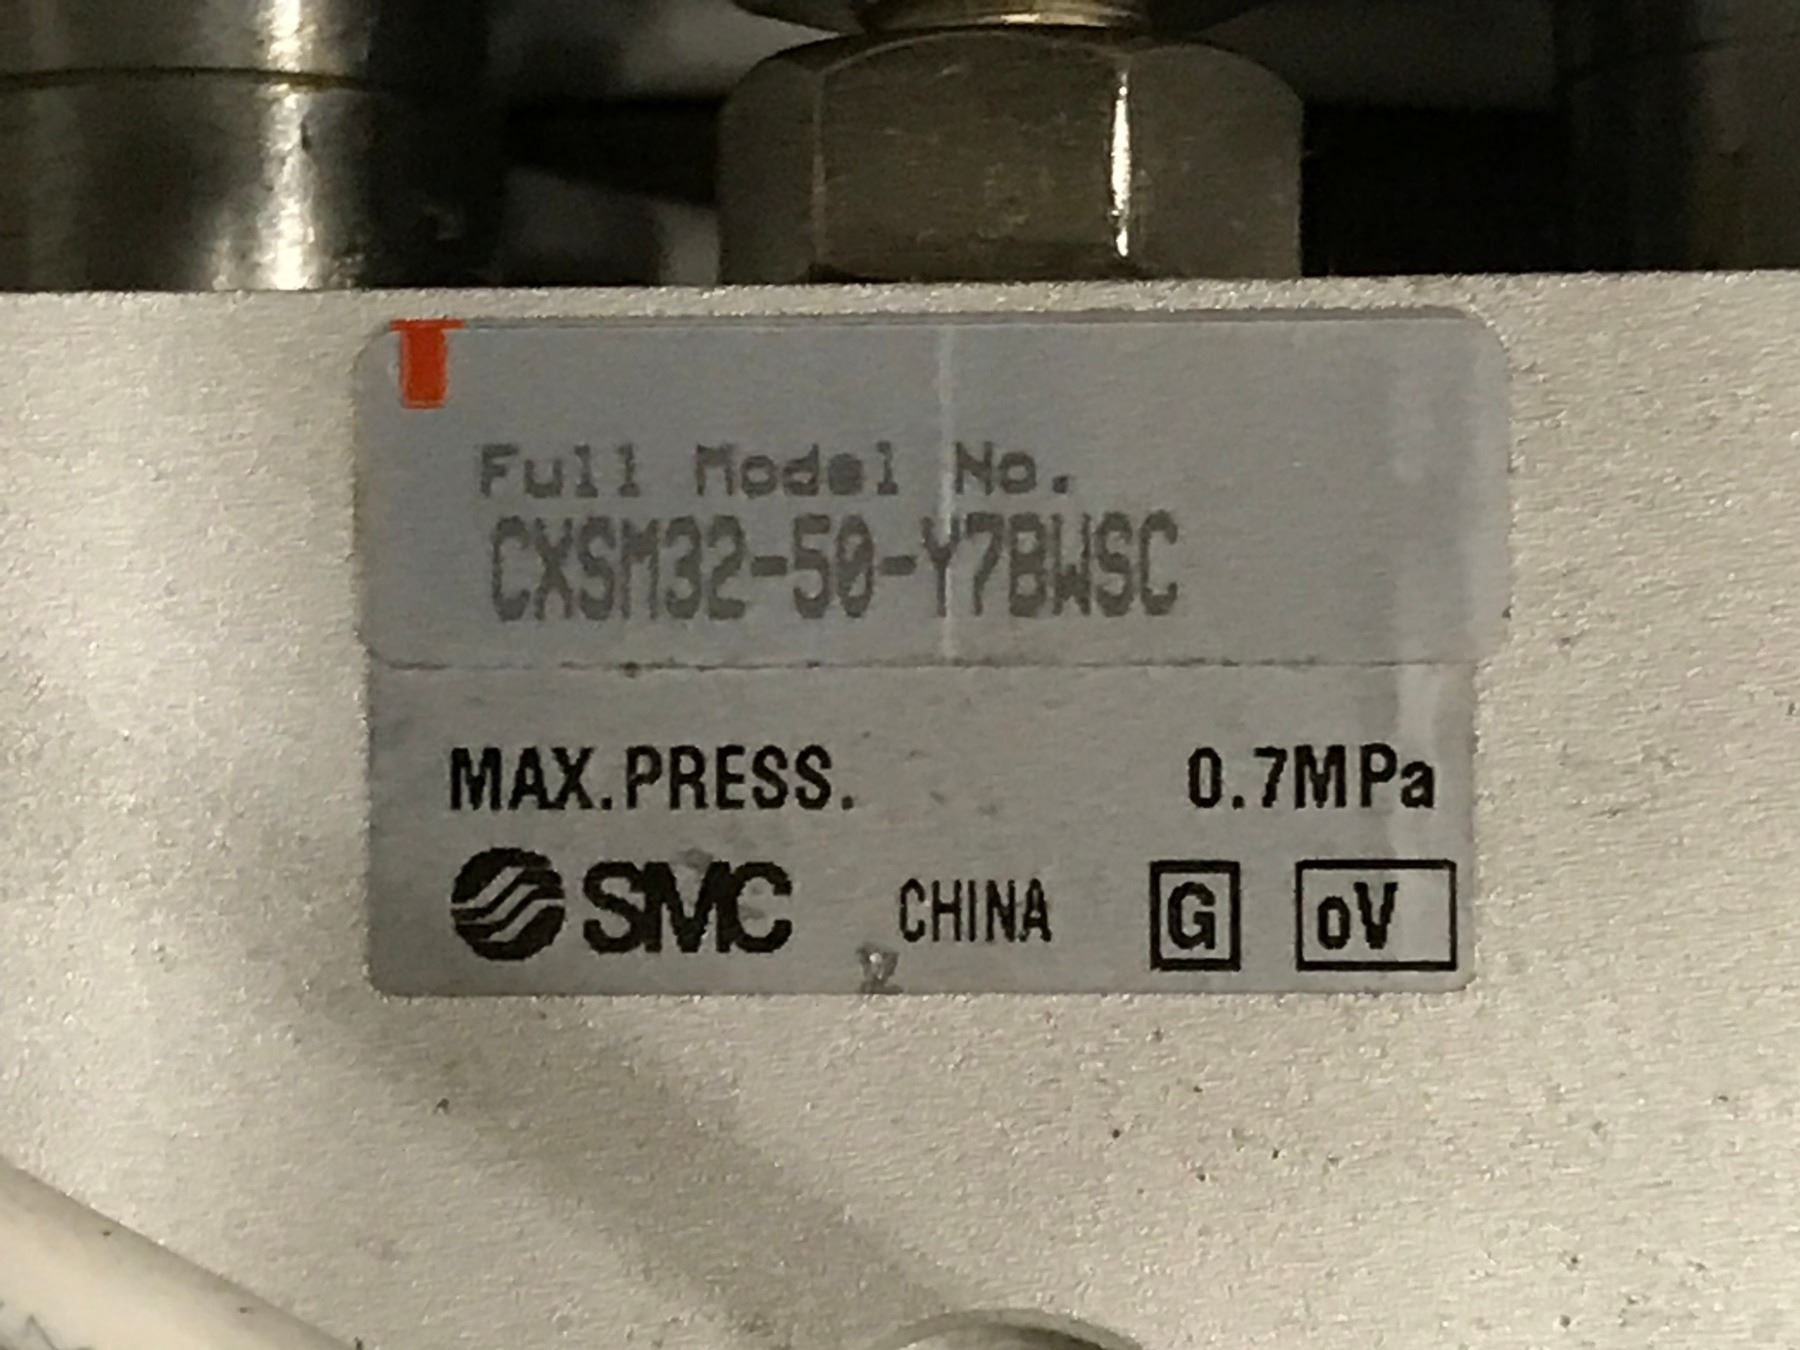 Full Model No.
CXSM32-50-Y7BWSC
MAX.PRESS. 0.7MPa
SMC CHINA G oV